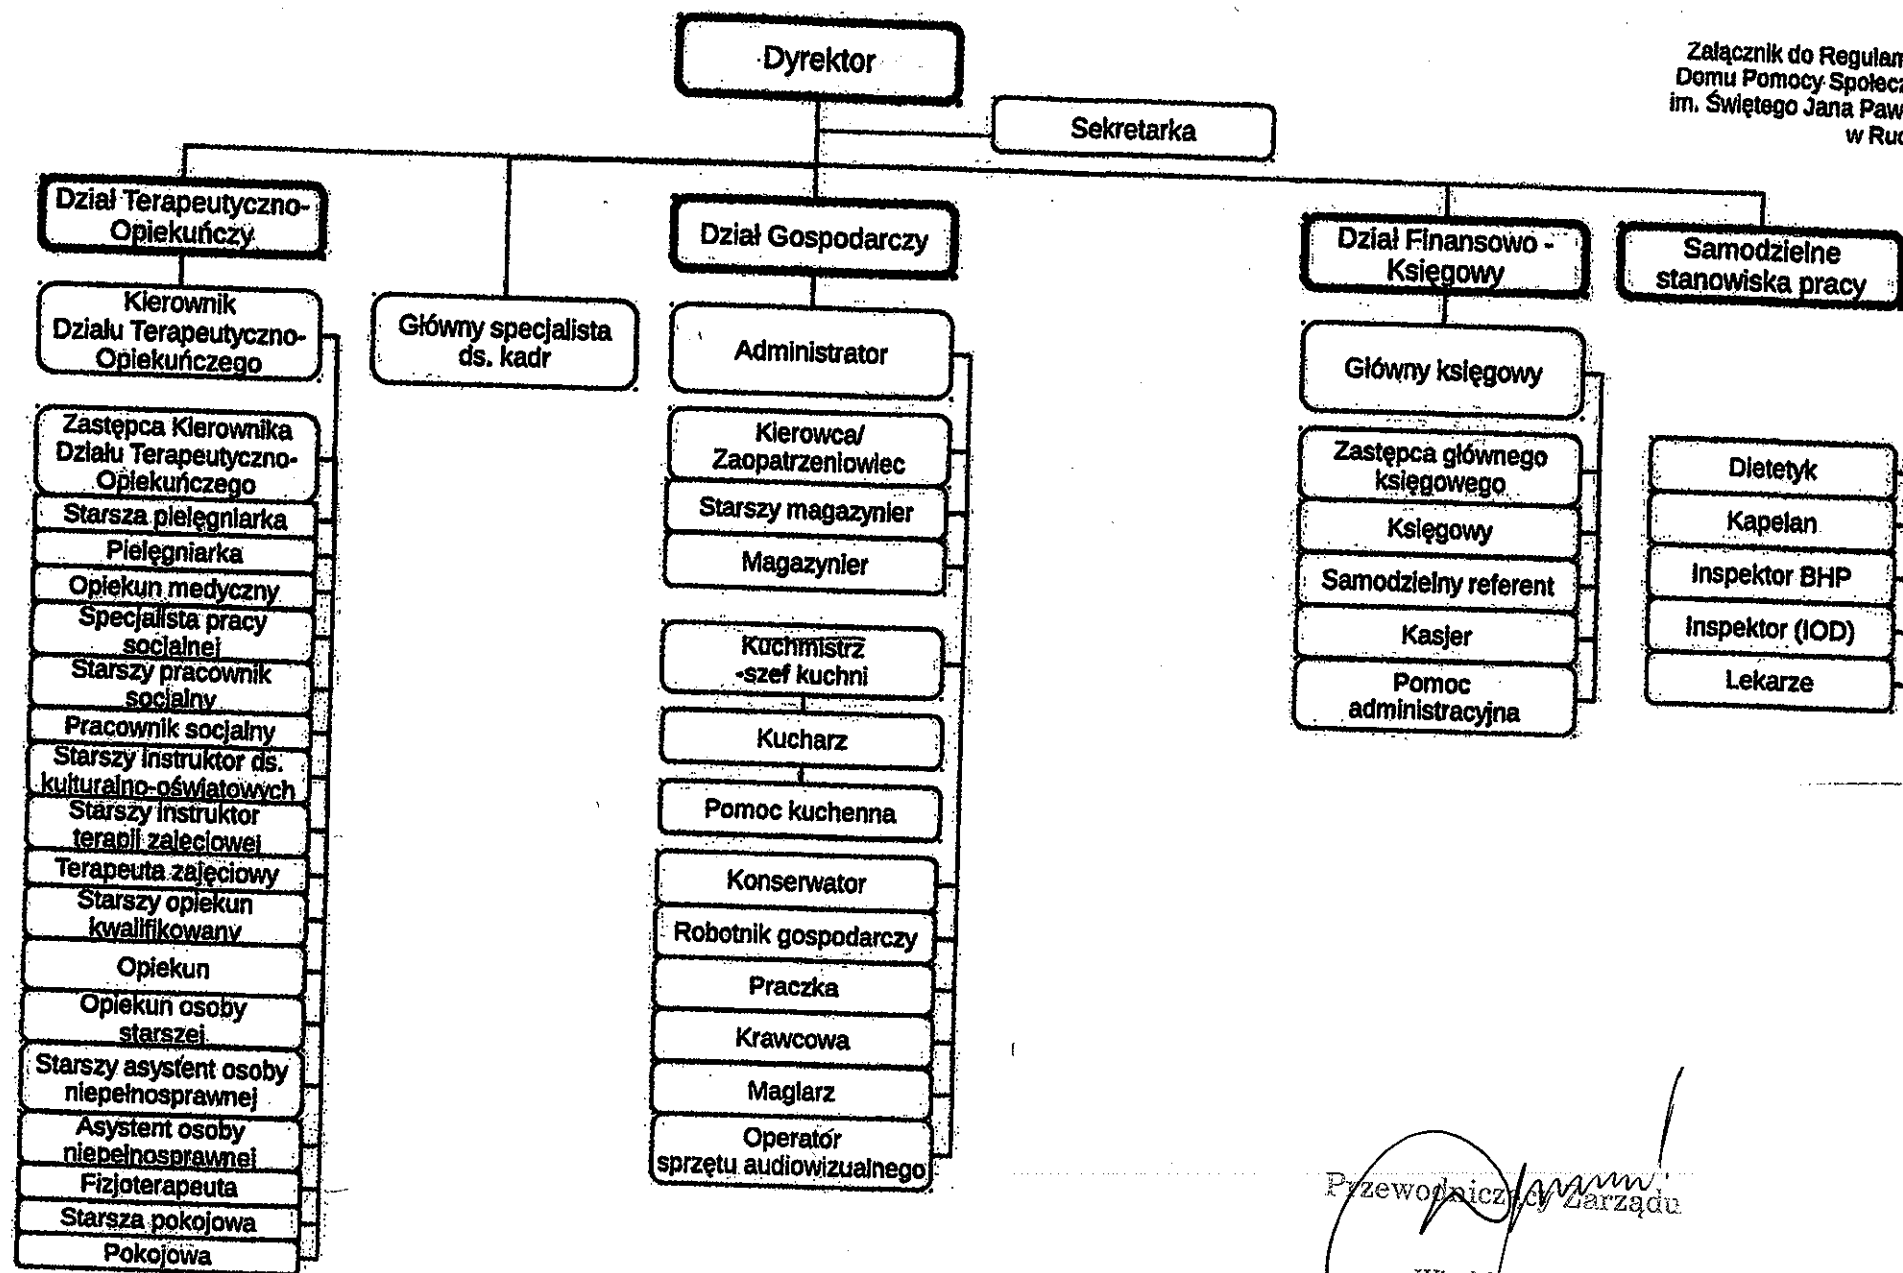 Dyrektor
Załącznik do Regulam
Domu Pomocy Społecz
im. Świętego Jana Paw
w Rud
Sekretarka
Dział Terapeutyczno-
Opiekuńczy
Kierownik
Działu Terapeutyczno-
Opiekuńczego
Zastępca Kierownika
Działu Terapeutyczno-
Opiekuńczego
Starsza pielęgniarka
Pielęgniarka
Opiekun medyczny
Specjalista pracy
socjalnej
Starszy pracownik
socjalny
Pracownik socjalny
Starszy instruktor ds.
kulturalno-oświatowych
Starszy instruktor
terapii zajęciowej
Terapeuta zajęciowy
Starszy opiekun
kwalifikowany
Opiekun
Opiekun osoby
starszej
Starszy asystent osoby
niepełnosprawnej
Asystent osoby
niepełnosprawnej
Fizjoterapeuta
Starsza pokojowa
Pokojowa
Główny specjalista
ds. kadr
Dział Gospodarczy
Administrator
Kierowca/
Zaopatrzeniowiec
Starszy magazynier
Magazynier
Kuchmistrz
-szef kuchni
Kucharz
Pomoc kuchenna
Konserwator
Robotnik gospodarczy
Praczka
Krawcowa
Maglarz
Operator
sprzętu audiowizualnego
Dział Finansowo -
Księgowy
Główny księgowy
Zastępca głównego
księgowego
Księgowy
Samodzielny referent
Kasjer
Pomoc
administracyjna
Samodzielne
stanowiska pracy
Dietetyk
Kapelan
Inspektor BHP
Inspektor (IOD)
Lekarze
Przewodniczący Zarządu